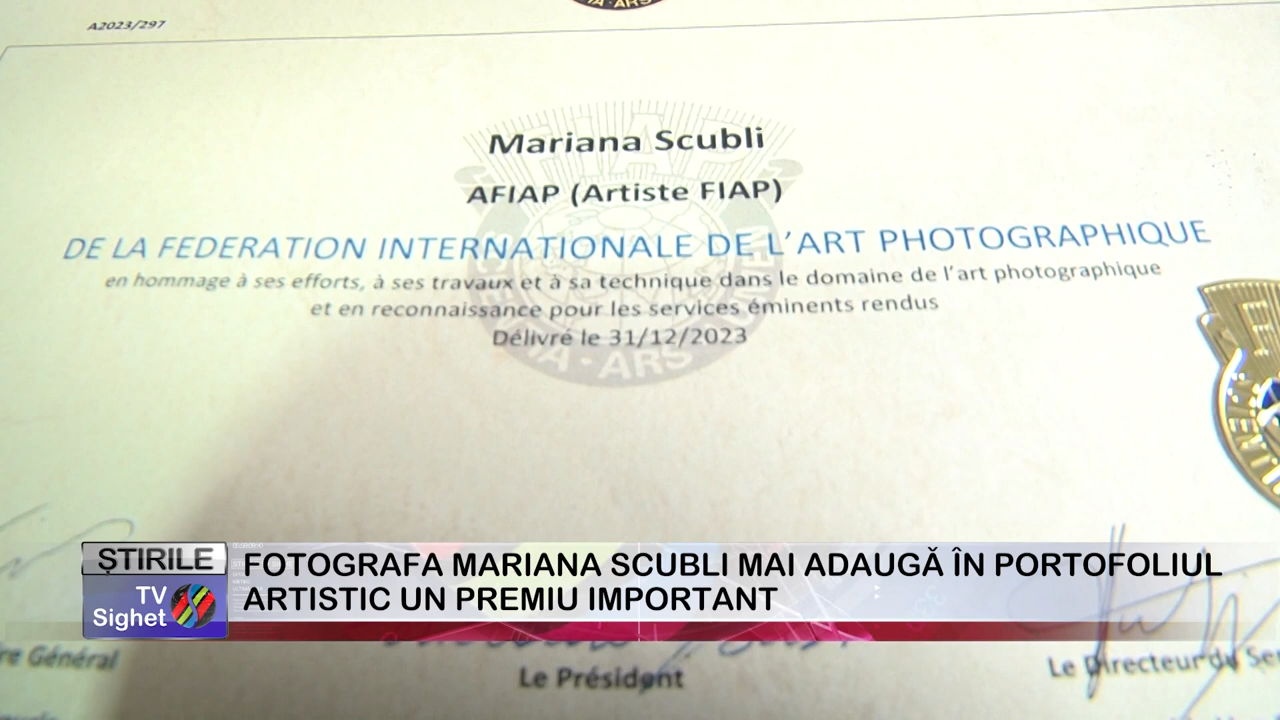 A2023/297
Mariana Scubli
AFIAP (Artiste FIAP)
DE LA FEDERATION INTERNATIONALE DE L'ART PHOTOGRAPHIQUE
en hommage à ses efforts, à ses travaux et à sa technique dans le domaine de l'art photographique
et en reconnaissance pour les services éminents rendus
Délivré le 31/12/2023
ARS
ȘTIRILE
TV
Sighet
FOTOGRAFA MARIANA SCUBLI MAI ADAUGĂ ÎN PORTOFOLIUL
ARTISTIC UN PREMIU IMPORTANT
Général
Le Président
Le Directeur du